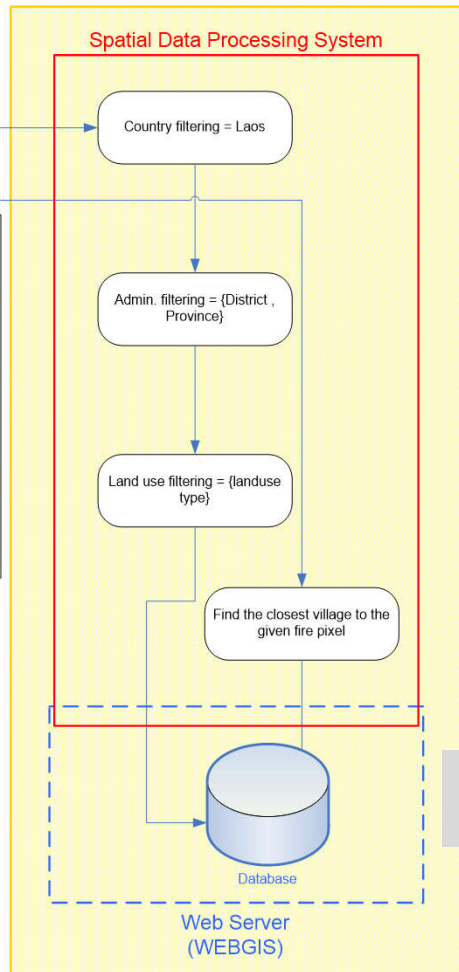 Spatial Data Processing System
Country filtering = Laos
Admin. filtering = {District ,
Province}
Land use filtering = {landuse
type}
Find the closest village to the
given fire pixel
Database
Web Server
(WEBGIS)